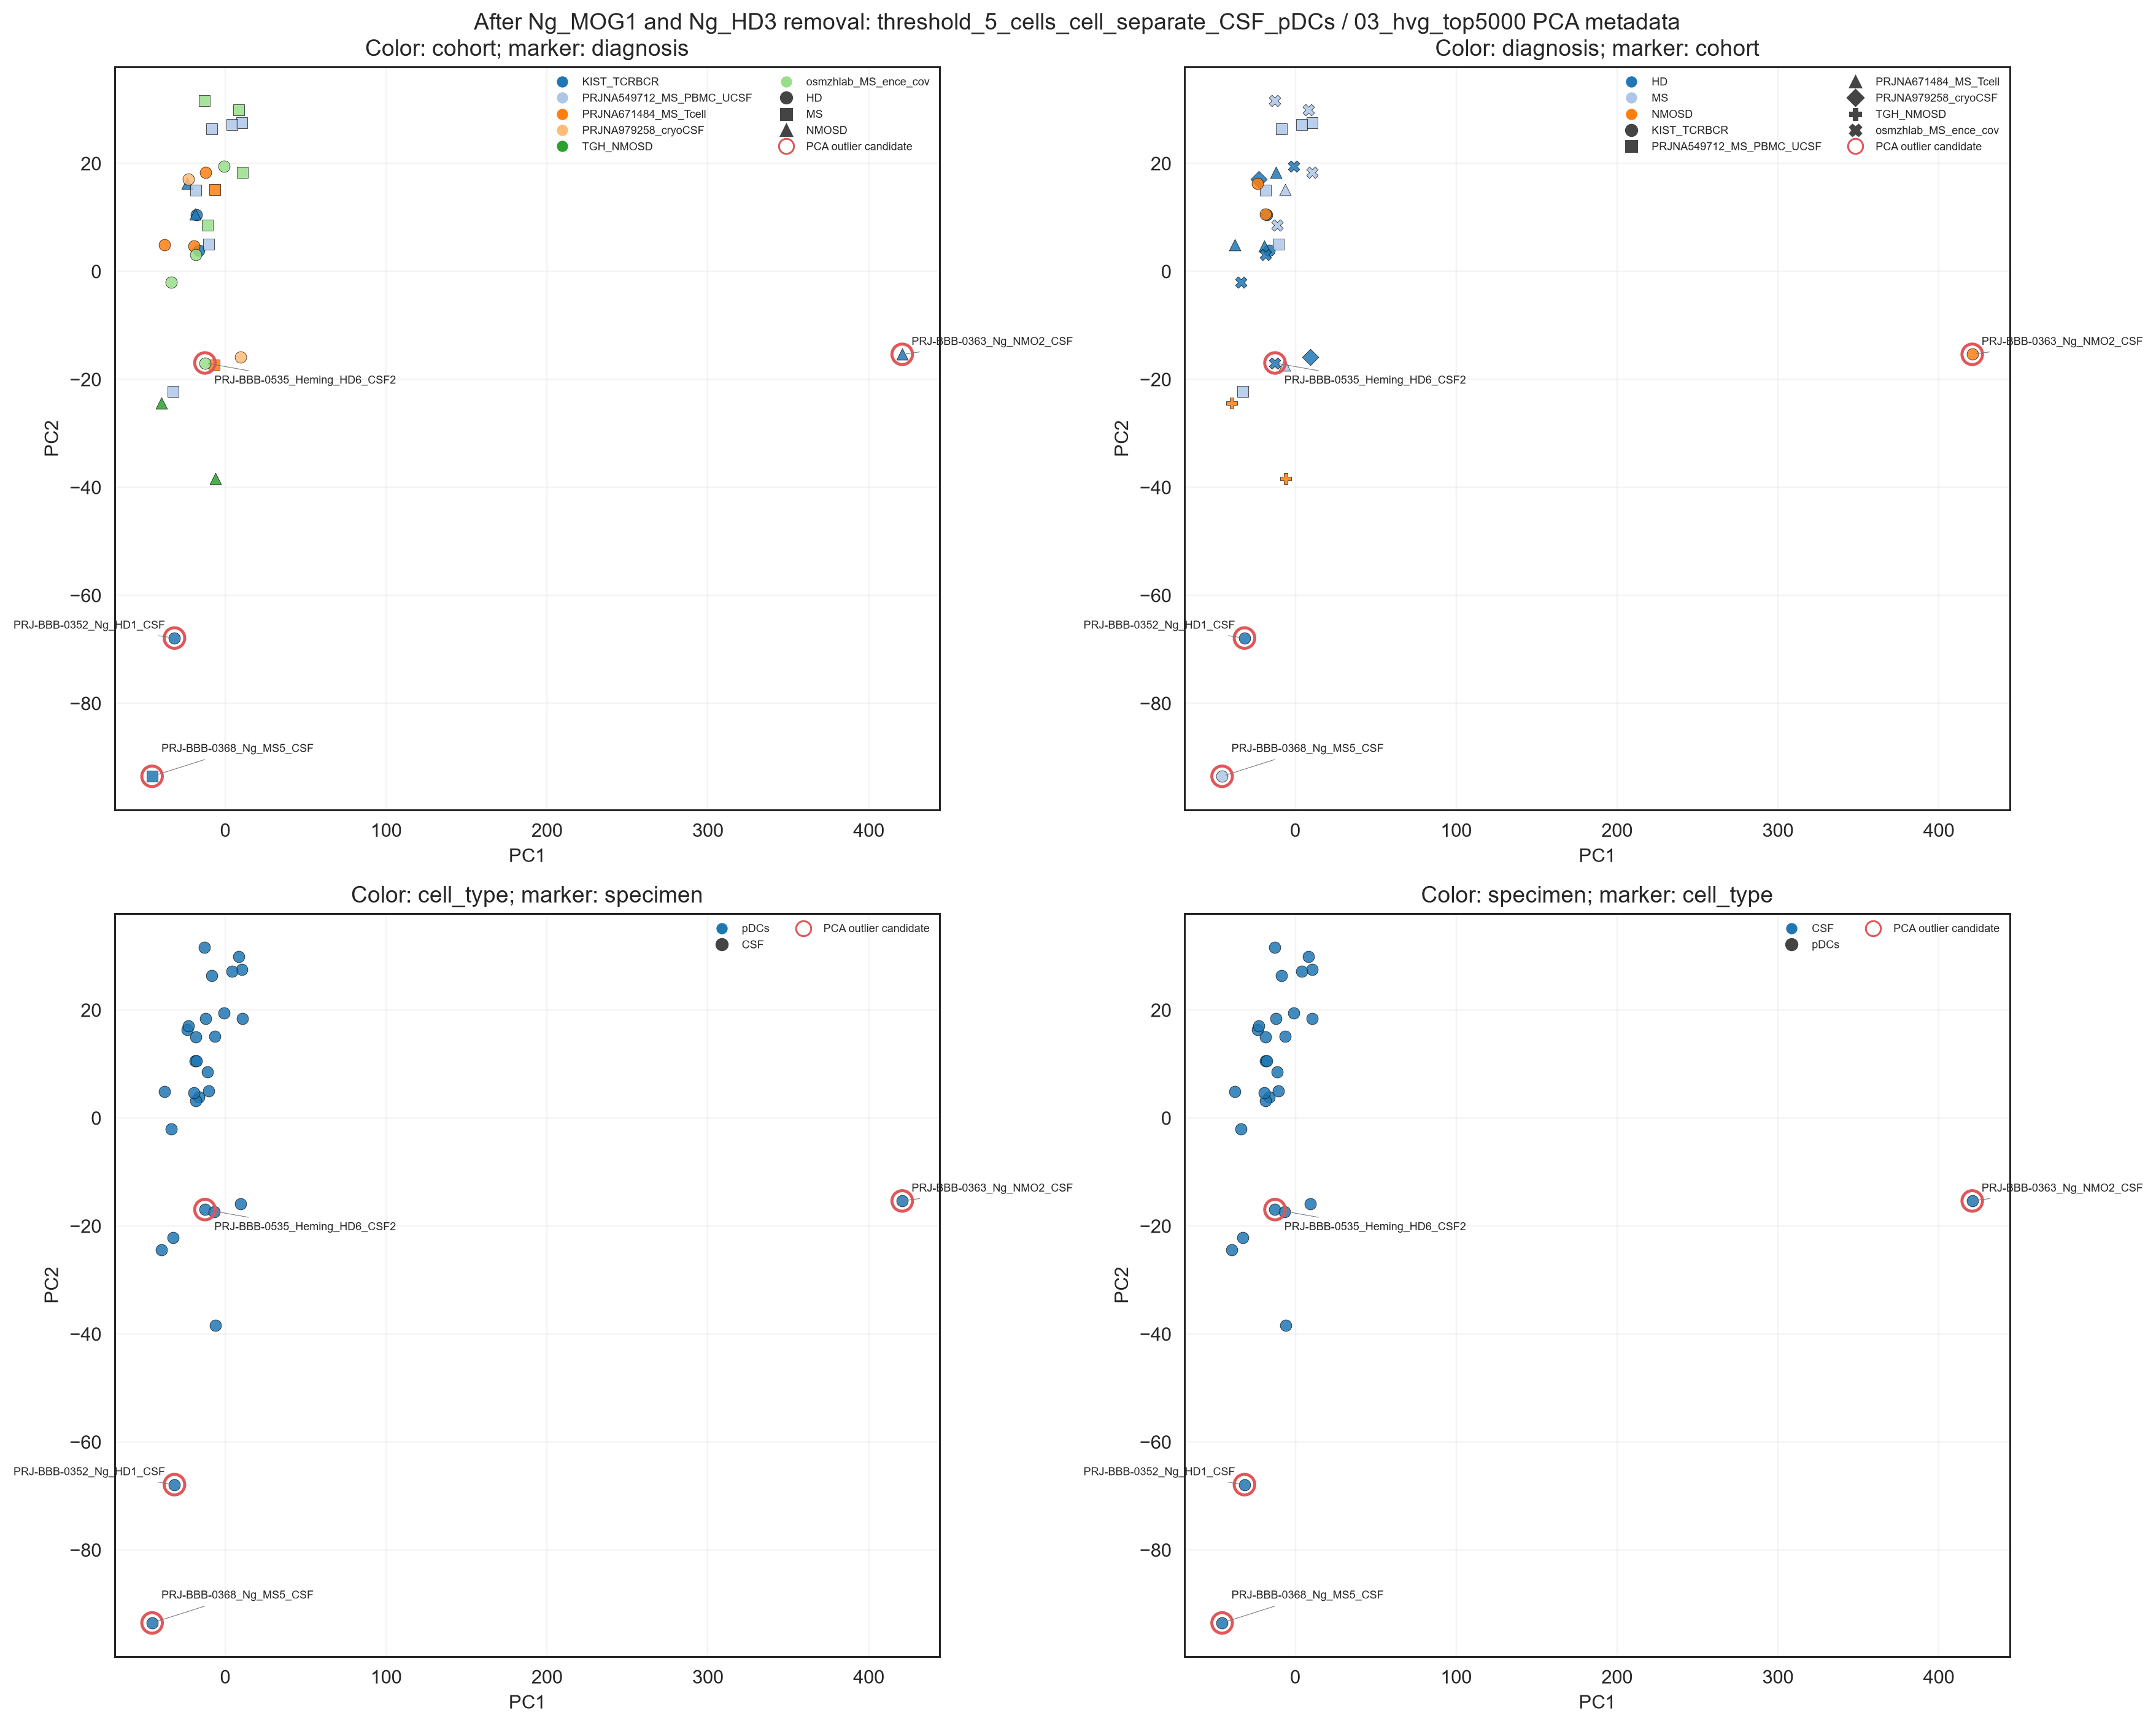 After Ng_MOG1 and Ng_HD3 removal: threshold_5_cells_cell_separate_CSF_pDCs / 03_hvg_top5000 PCA metadata
Color: cohort; marker: diagnosis
KIST_TCRBCR
PRJNA549712_MS_PBMC_UCSF
PRJNA671484_MS_Tcell
PRJNA979258_cryoCSF
TGH_NMOSD
osmzhlab_MS_ence_cov
HD
MS
NMOSD
PCA outlier candidate
20
0
−20
−40
−60
−80
PC2
PRJ-BBB-0363_Ng_NMO2_CSF
PRJ-BBB-0535_Heming_HD6_CSF2
PRJ-BBB-0352_Ng_HD1_CSF
PRJ-BBB-0368_Ng_MS5_CSF
0 100 200 300 400
PC1
Color: diagnosis; marker: cohort
HD
MS
NMOSD
KIST_TCRBCR
PRJNA549712_MS_PBMC_UCSF
PRJNA671484_MS_Tcell
PRJNA979258_cryoCSF
TGH_NMOSD
osmzhlab_MS_ence_cov
PCA outlier candidate
20
0
−20
−40
−60
−80
PC2
PRJ-BBB-0363_Ng_NMO2_CSF
PRJ-BBB-0535_Heming_HD6_CSF2
PRJ-BBB-0352_Ng_HD1_CSF
PRJ-BBB-0368_Ng_MS5_CSF
0 100 200 300 400
PC1
Color: cell_type; marker: specimen
pDCs
CSF
PCA outlier candidate
20
0
−20
−40
−60
−80
PC2
PRJ-BBB-0363_Ng_NMO2_CSF
PRJ-BBB-0535_Heming_HD6_CSF2
PRJ-BBB-0352_Ng_HD1_CSF
PRJ-BBB-0368_Ng_MS5_CSF
0 100 200 300 400
PC1
Color: specimen; marker: cell_type
CSF
pDCs
PCA outlier candidate
20
0
−20
−40
−60
−80
PC2
PRJ-BBB-0363_Ng_NMO2_CSF
PRJ-BBB-0535_Heming_HD6_CSF2
PRJ-BBB-0352_Ng_HD1_CSF
PRJ-BBB-0368_Ng_MS5_CSF
0 100 200 300 400
PC1